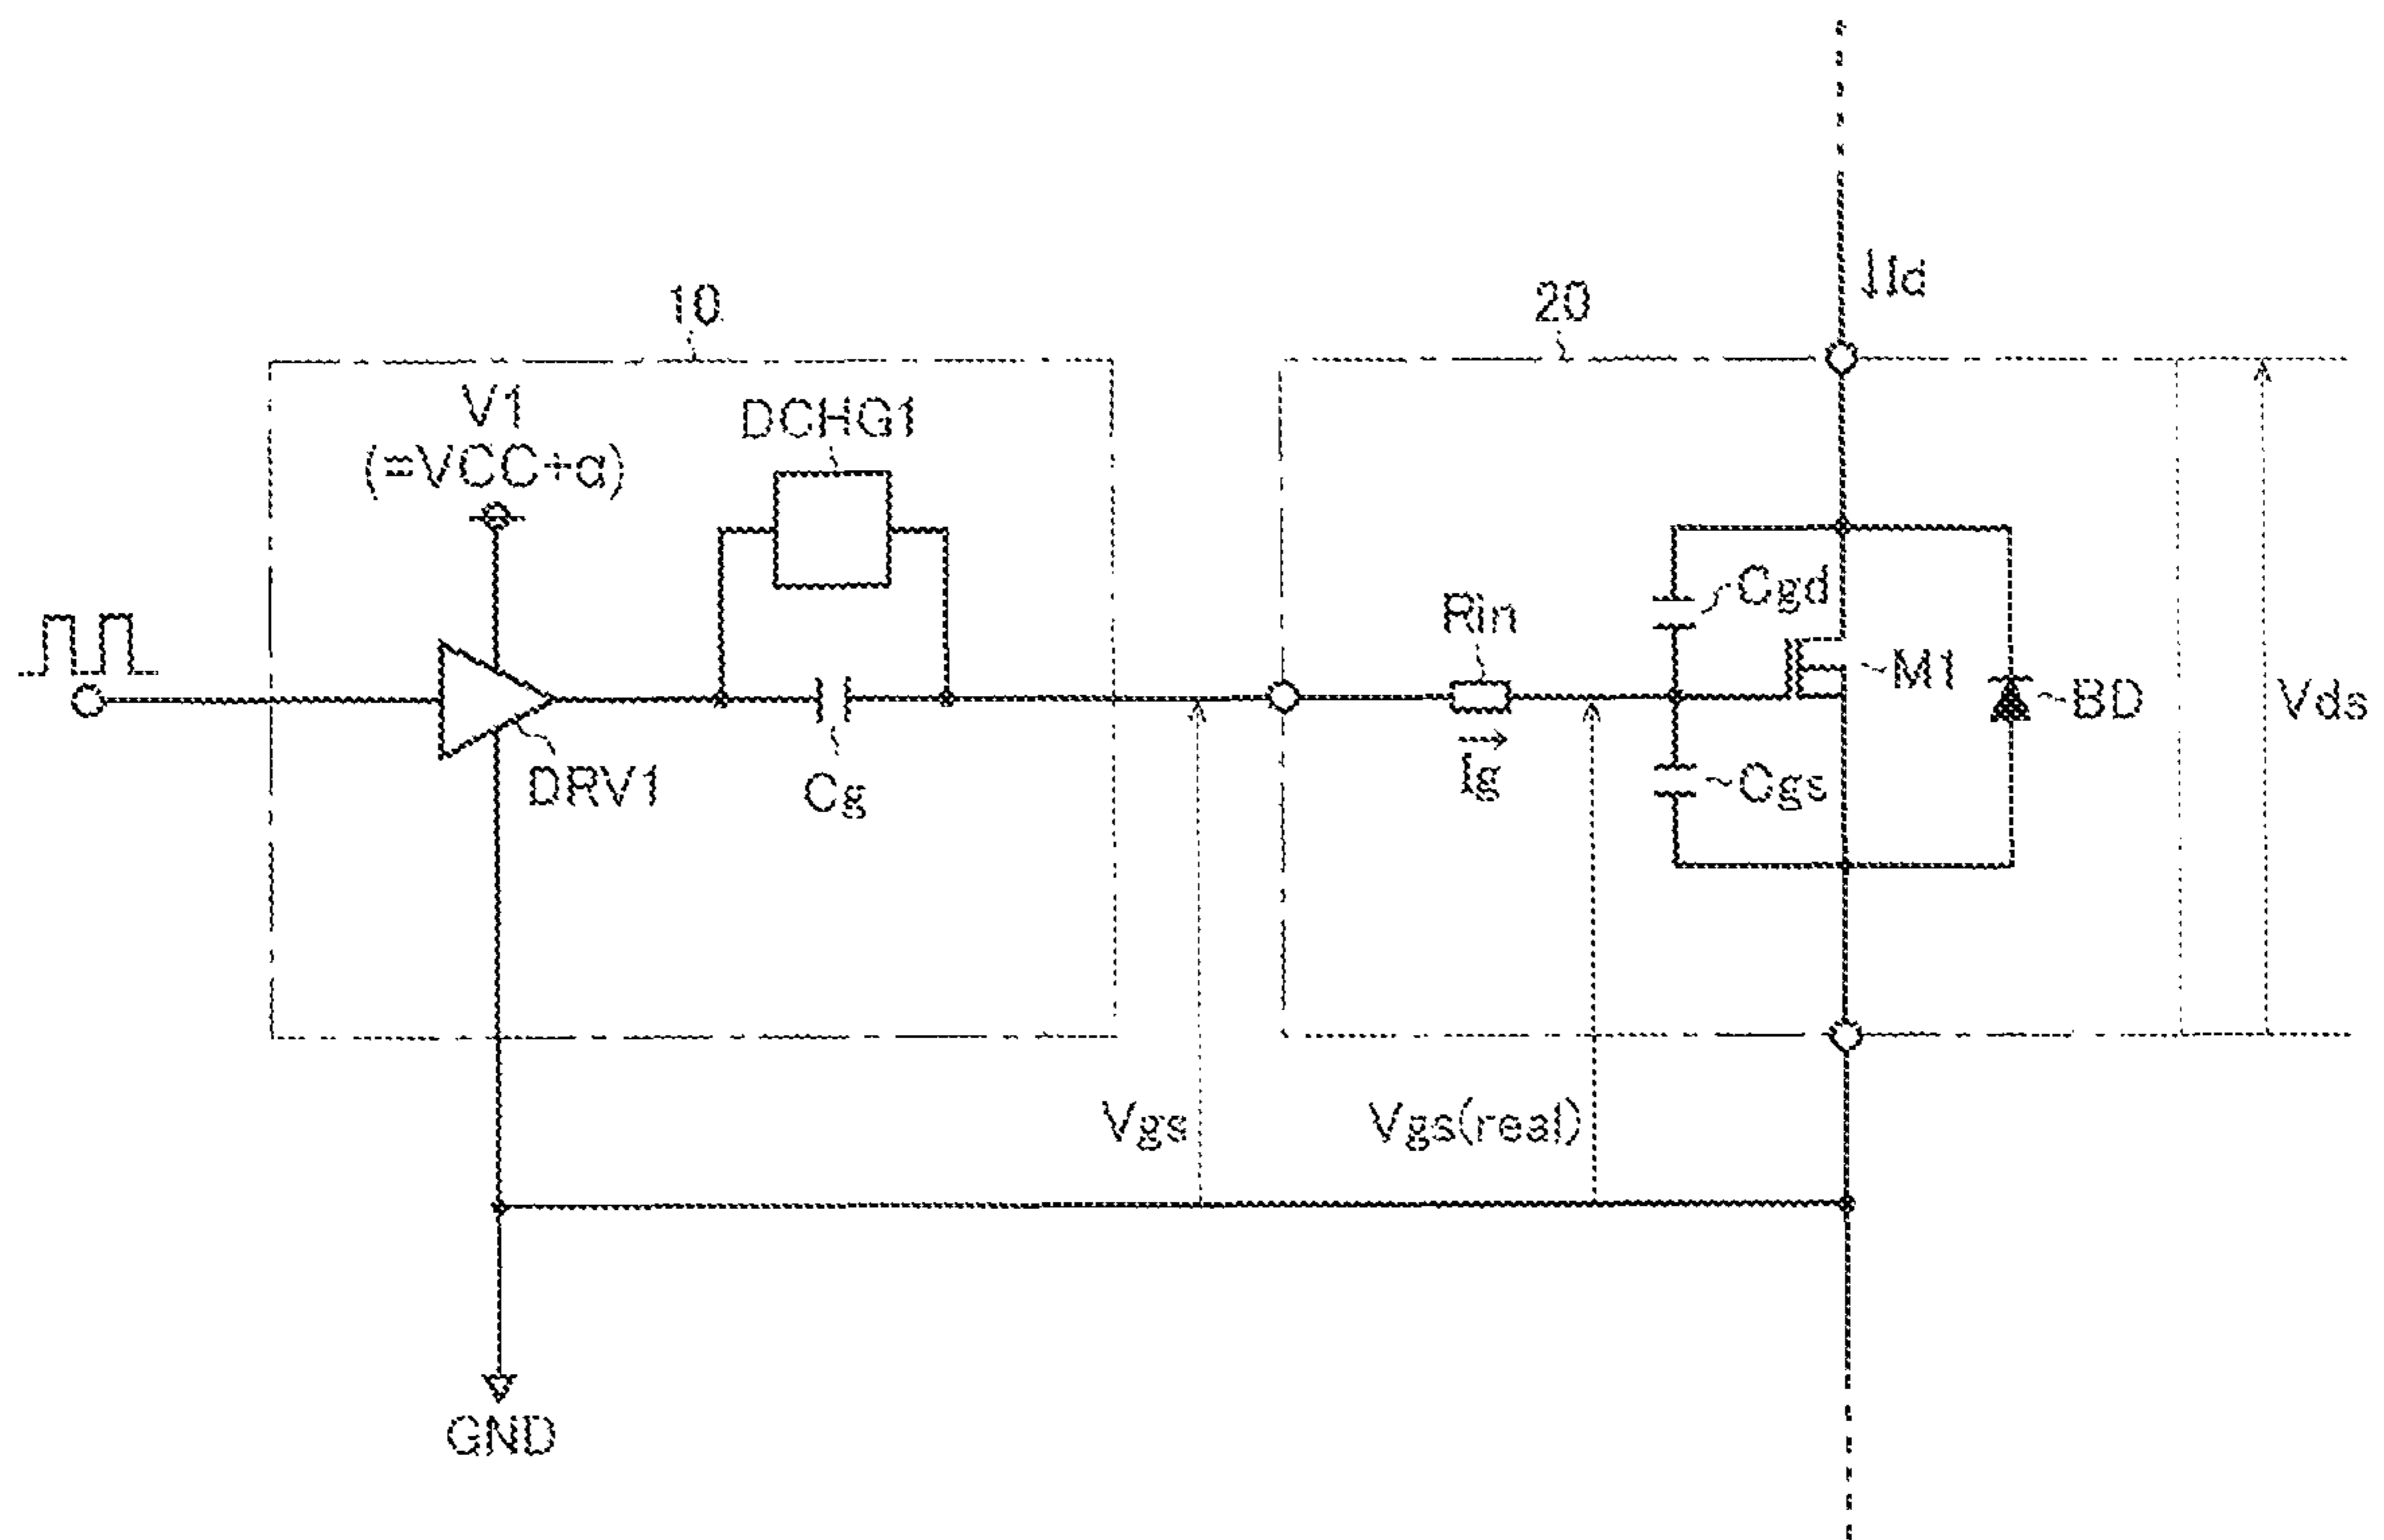 Id
10
20
V1
(=VCC+α)
DCHG1
Cgd
Rin
M1
BD
Vds
DRV1
Cg
Ig
Cgs
Vgs
Vgs(real)
GND